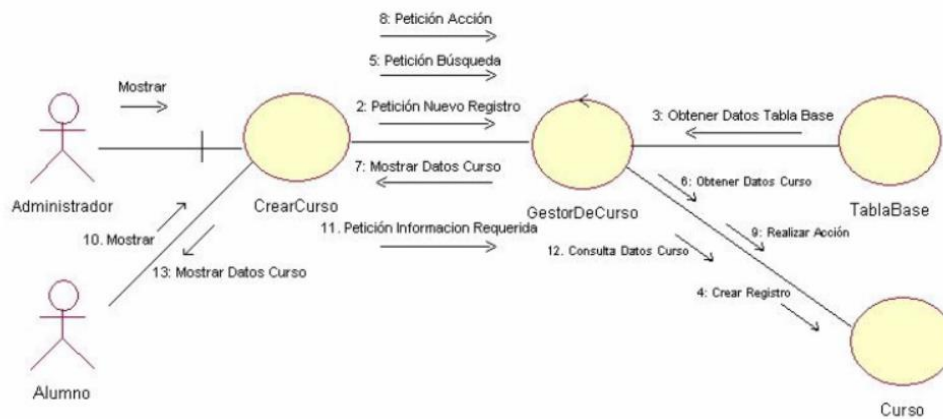 8: Petición Acción
5: Petición Búsqueda
Mostrar
2: Petición Nuevo Registro
3: Obtener Datos Tabla Base
7: Mostrar Datos Curso
6: Obtener Datos Curso
Administrador
CrearCurso
GestorDeCurso
TablaBase
10. Mostrar
11. Petición Informacion Requerida
9: Realizar Acción
12. Consulta Datos Curso
13: Mostrar Datos Curso
4: Crear Registro
Alumno
Curso